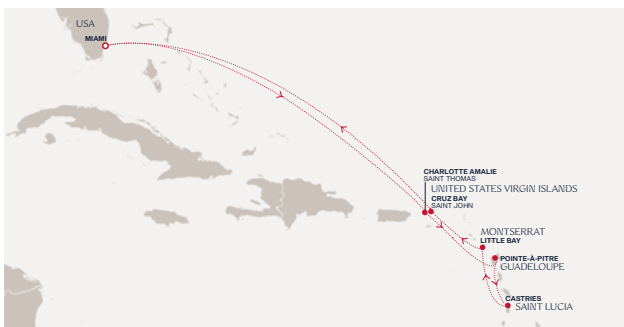 USA
MIAMI
CHARLOTTE AMALIE
SAINT THOMAS
UNITED STATES VIRGIN ISLANDS
CRUZ BAY
SAINT JOHN
MONTSERRAT
LITTLE BAY
POINTE-À-PITRE
GUADELOUPE
CASTRIES
SAINT LUCIA